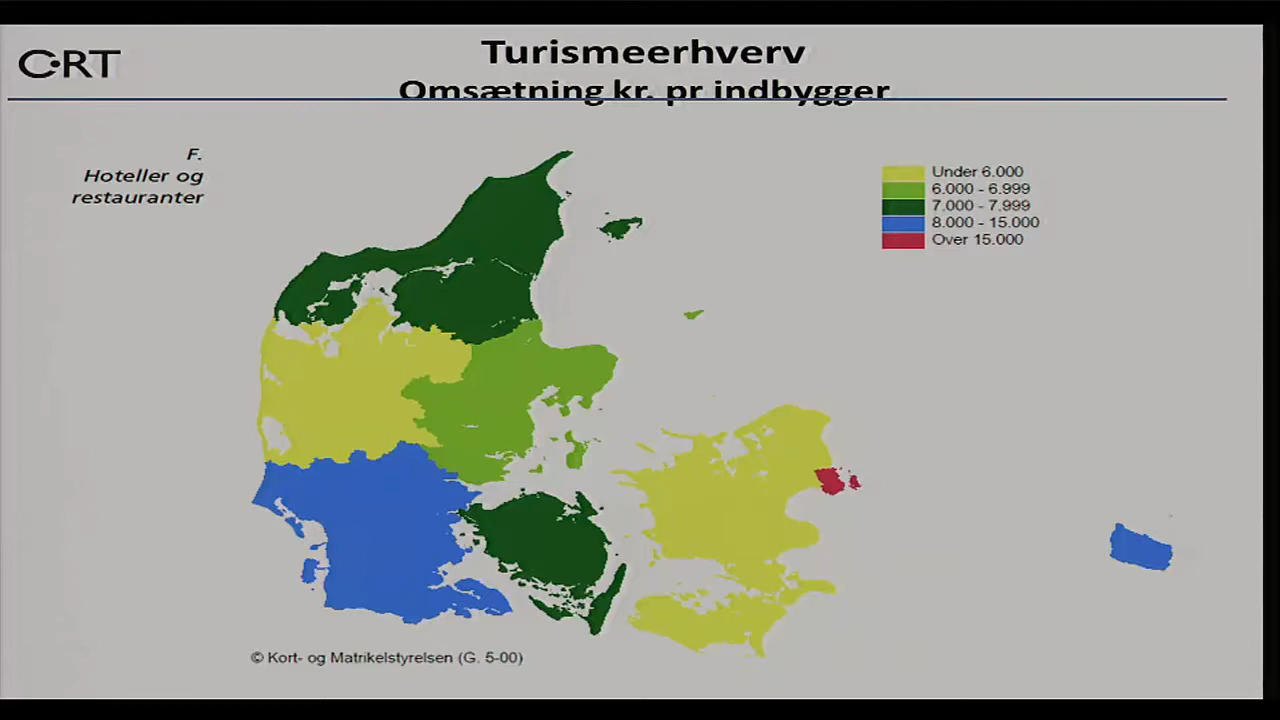 C·RT
Turismeerhverv
Omsætning kr. pr indbygger
F.
Hoteller og
restauranter
Under 6.000
6.000 - 6.999
7.000 - 7.999
8.000 - 15.000
Over 15.000
© Kort- og Matrikelstyrelsen (G. 5-00)